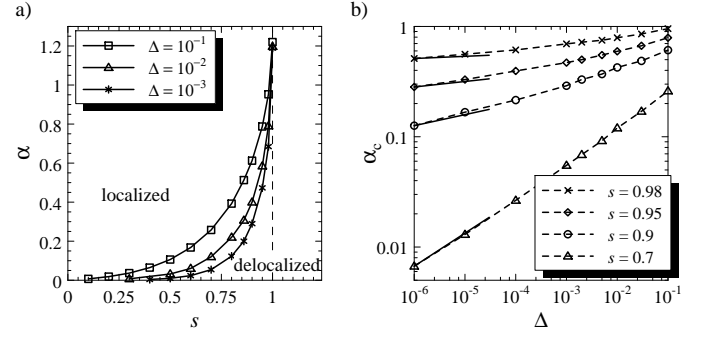 a)
α
1.2
1
0.8
0.6
0.4
0.2
0
Δ = 10⁻¹
Δ = 10⁻²
Δ = 10⁻³
localized
delocalized
0 0.25 0.5 0.75 1
s
b)
α_c
1
0.1
0.01
s = 0.98
s = 0.95
s = 0.9
s = 0.7
10⁻⁶ 10⁻⁵ 10⁻⁴ 10⁻³ 10⁻² 10⁻¹
Δ